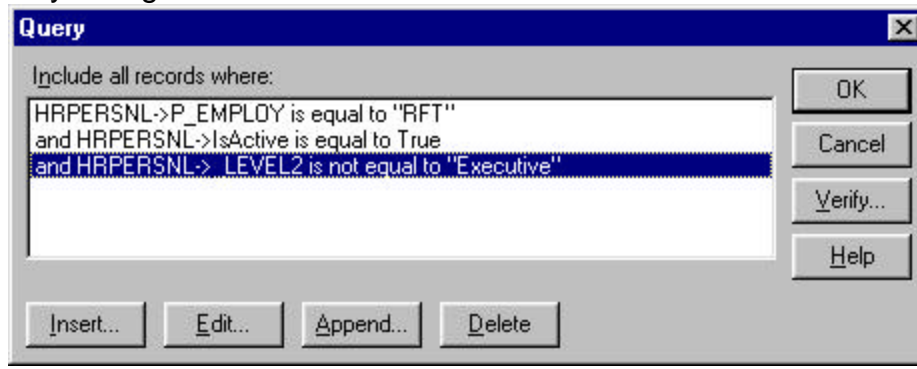 Query
Include all records where:
HRPERSNL->P_EMPLOY is equal to "RFT"
and HRPERSNL->IsActive is equal to True
and HRPERSNL->_LEVEL2 is not equal to "Executive"
OK
Cancel
Verify...
Help
Insert... Edit... Append... Delete